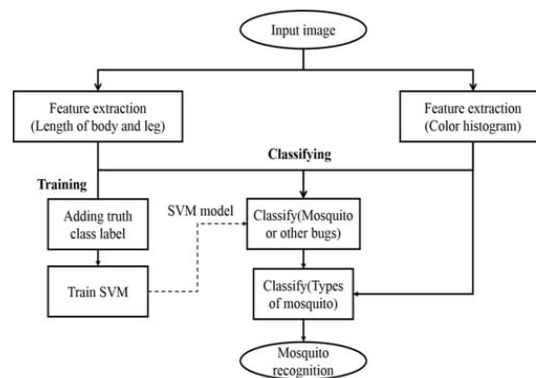 Input image
Feature extraction
(Length of body and leg)
Feature extraction
(Color histogram)
Classifying
Training
Adding truth
class label
SVM model
Classify(Mosquito
or other bugs)
Train SVM
Classify(Types
of mosquito)
Mosquito
recognition